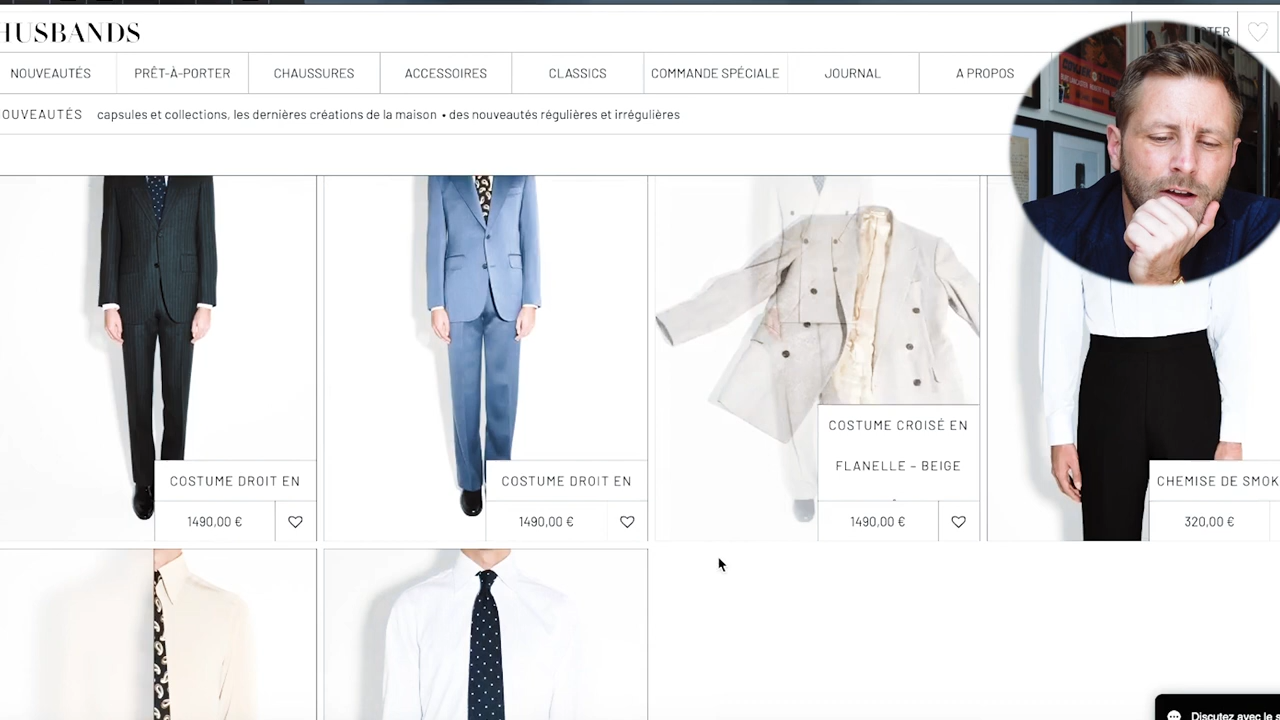 HUSBANDS
NOUVEAUTÉS
PRÊT-À-PORTER
CHAUSSURES
ACCESSOIRES
CLASSICS
COMMANDE SPÉCIALE
JOURNAL
A PROPOS
OUVEAUTÉS capsules et collections, les dernières créations de la maison • des nouveautés régulières et irrégulières
COSTUME DROIT EN
1490,00 €
COSTUME DROIT EN
1490,00 €
COSTUME CROISÉ EN
FLANELLE – BEIGE
1490,00 €
CHEMISE DE SMOK
320,00 €
Discutez avec le s